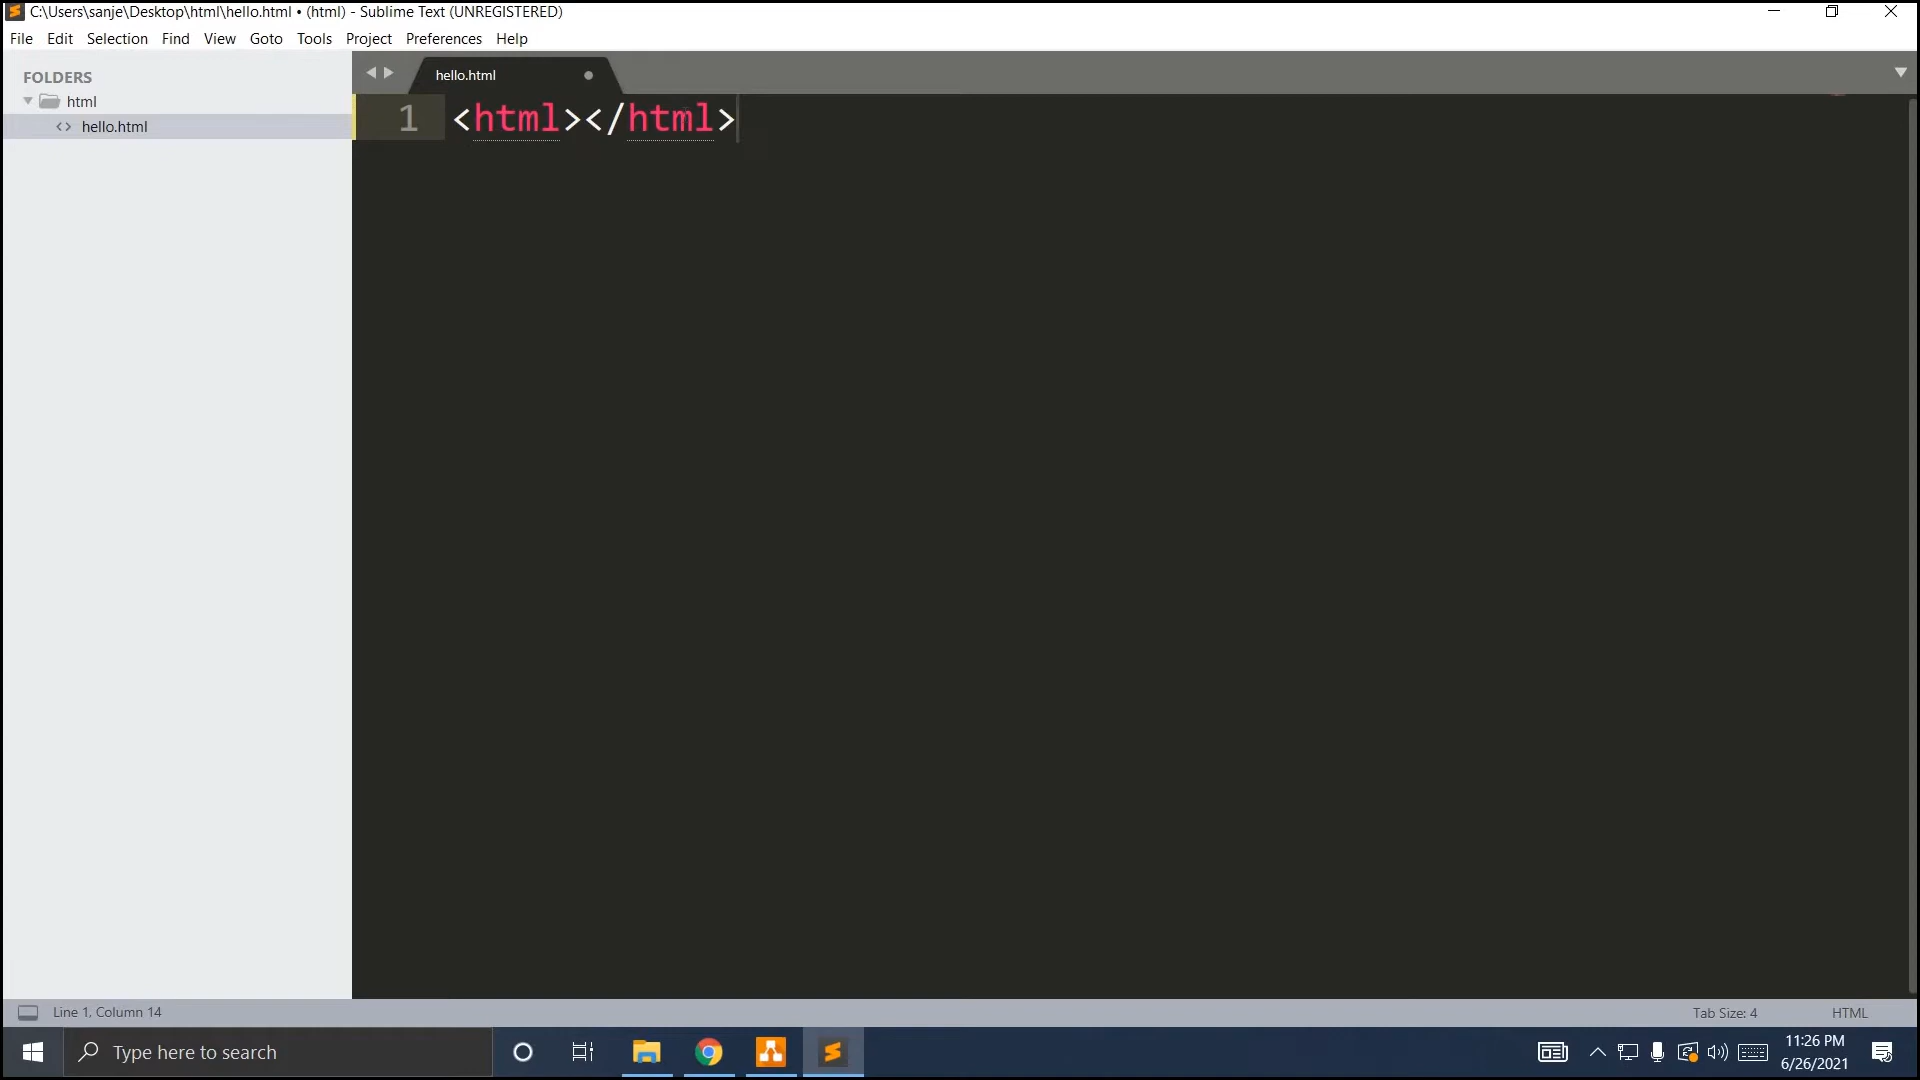 C:\Users\sanje\Desktop\html\hello.html • (html) - Sublime Text (UNREGISTERED)
File Edit Selection Find View Goto Tools Project Preferences Help
FOLDERS
html
hello.html
hello.html
1 <html></html>
Line 1, Column 14
Tab Size: 4
HTML
Type here to search
11:26 PM
6/26/2021